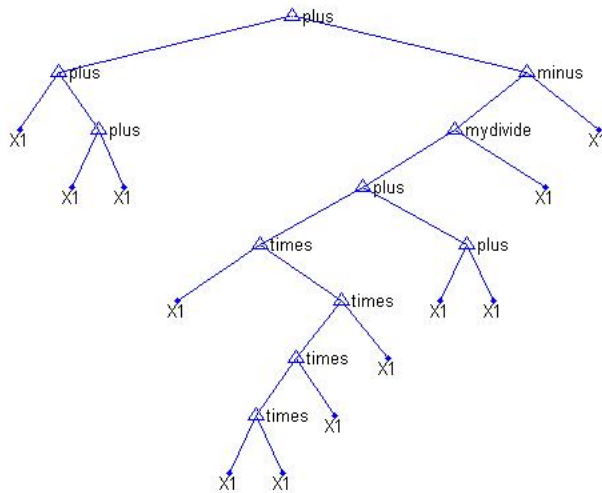 plus
plus minus
X1 plus mydivide X1
X1 X1 plus X1
times plus
X1 times X1 X1
times X1
times X1
X1 X1